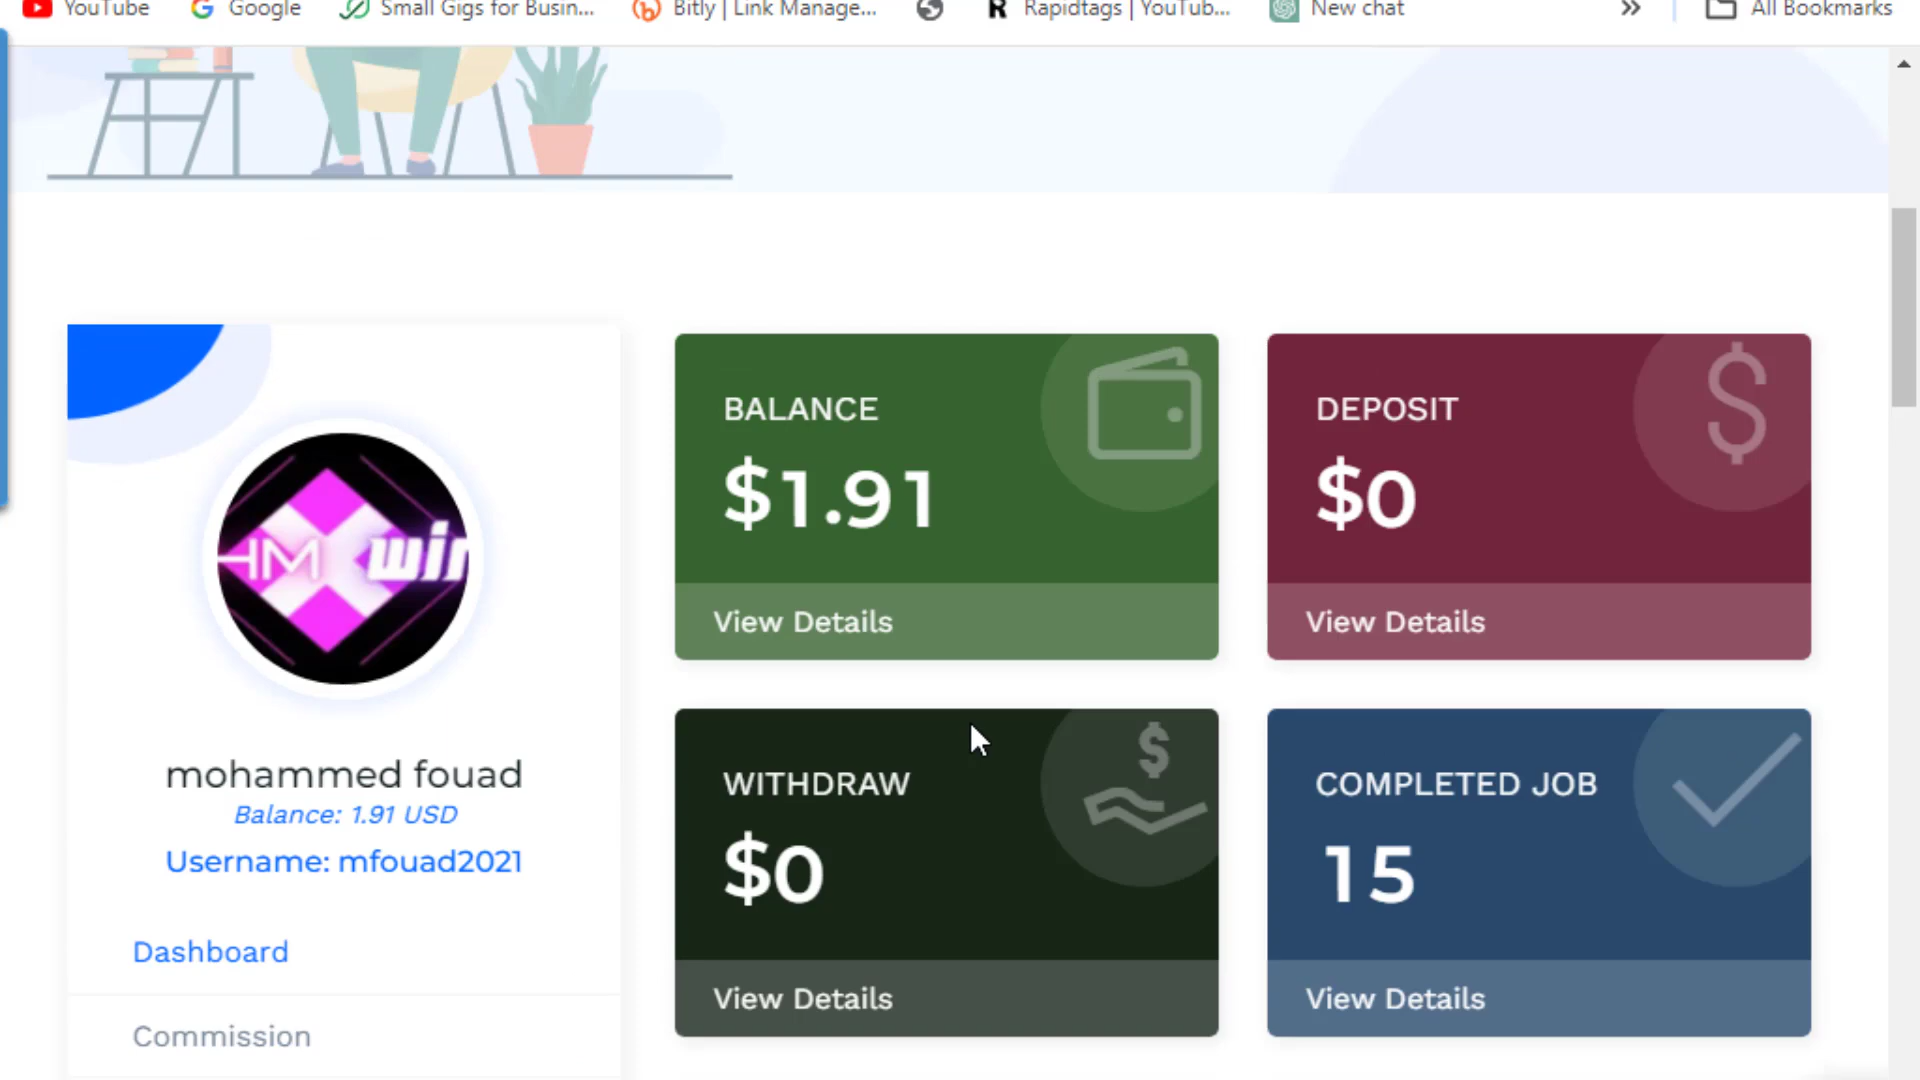 YouTube
Google
Small Gigs for Busin...
Bitly | Link Manage...
Rapidtags | YouTub...
New chat
All Bookmarks
BALANCE
$1.91
View Details
DEPOSIT
$0
View Details
HM
win
mohammed fouad
Balance: 1.91 USD
Username: mfouad2021
Dashboard
Commission
WITHDRAW
$0
View Details
COMPLETED JOB
15
View Details